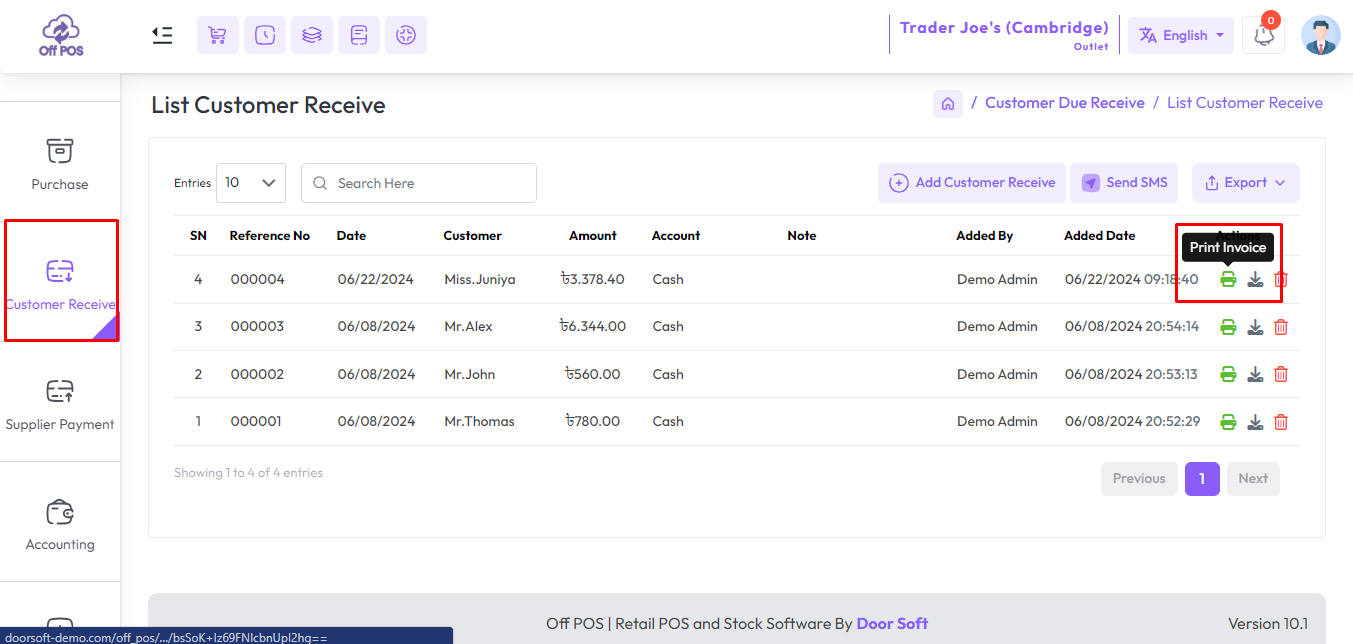 Off POS
Trader Joe's (Cambridge)
Outlet
English
0
List Customer Receive
/ Customer Due Receive / List Customer Receive
Purchase
Customer Receive
Supplier Payment
Accounting
Entries 10 Search Here
Add Customer Receive Send SMS Export
SN Reference No Date Customer Amount Account Note Added By Added Date Actions
Print Invoice
4 000004 06/22/2024 Miss.Juniya ৳3.378.40 Cash Demo Admin 06/22/2024 09:18:40
3 000003 06/08/2024 Mr.Alex ৳6.344.00 Cash Demo Admin 06/08/2024 20:54:14
2 000002 06/08/2024 Mr.John ৳560.00 Cash Demo Admin 06/08/2024 20:53:13
1 000001 06/08/2024 Mr.Thomas ৳780.00 Cash Demo Admin 06/08/2024 20:52:29
Showing 1 to 4 of 4 entries
Previous 1 Next
Off POS | Retail POS and Stock Software By Door Soft
Version 10.1